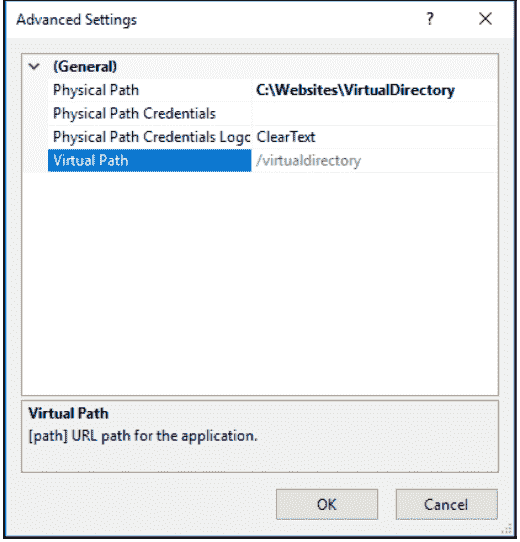 Advanced Settings ? ×
(General)
Physical Path C:\Websites\VirtualDirectory
Physical Path Credentials
Physical Path Credentials Logo ClearText
Virtual Path /virtualdirectory
Virtual Path
[path] URL path for the application.
OK Cancel